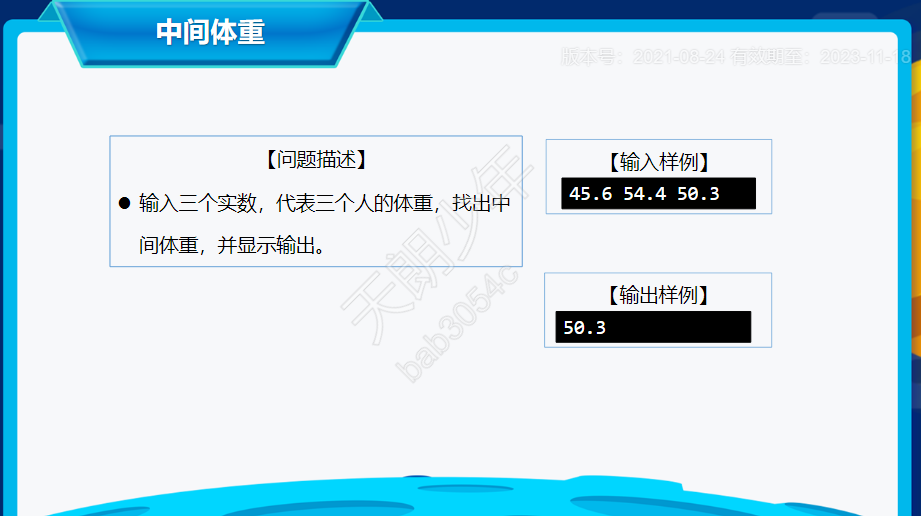 中间体重
版本号：2021-08-24 有效期至：2023-11-18
【问题描述】
● 输入三个实数，代表三个人的体重，找出中
间体重，并显示输出。
【输入样例】
45.6 54.4 50.3
【输出样例】
50.3
天朗少年
bab3054c